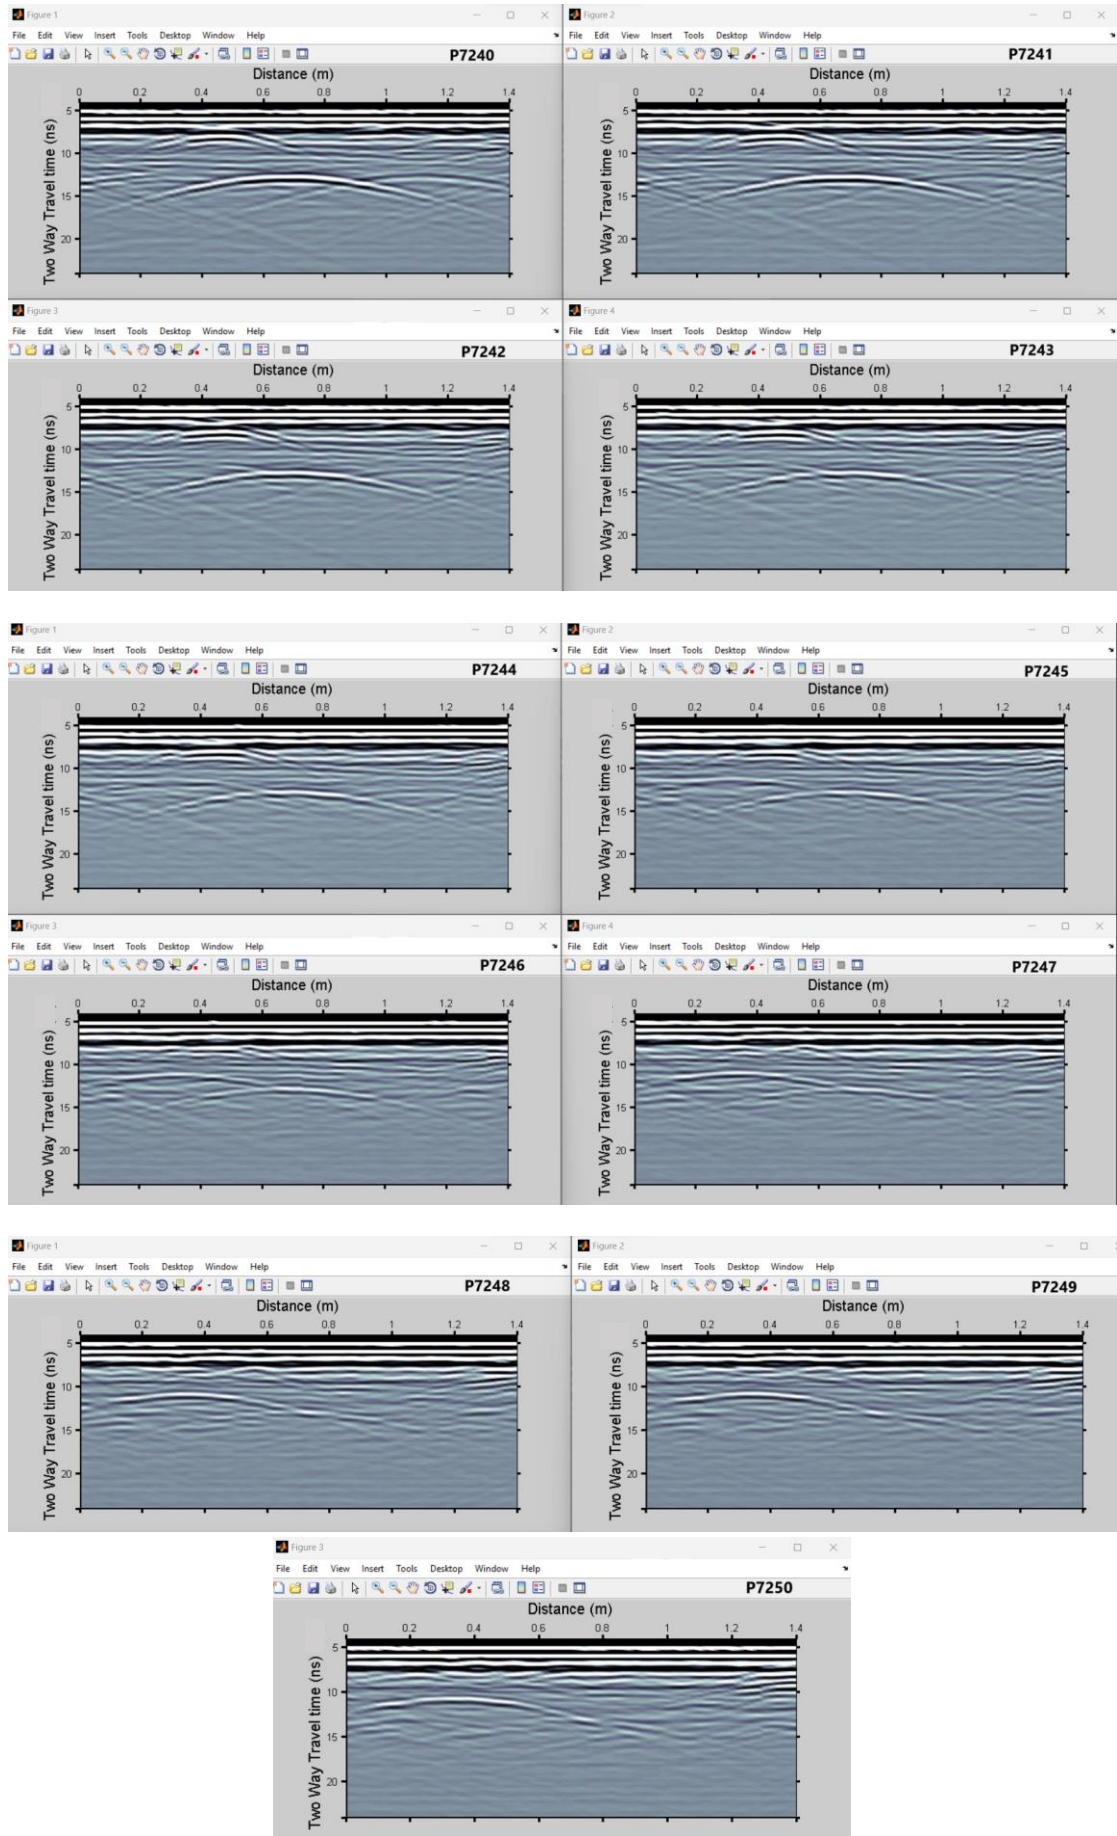 Figure 1
File Edit View Insert Tools Desktop Window Help
P7240
Distance (m)
0 0.2 0.4 0.6 0.8 1 1.2 1.4
Two Way Travel time (ns)
5
10
15
20
Figure 2
File Edit View Insert Tools Desktop Window Help
P7241
Distance (m)
0 0.2 0.4 0.6 0.8 1 1.2 1.4
Two Way Travel time (ns)
5
10
15
20
Figure 3
File Edit View Insert Tools Desktop Window Help
P7242
Distance (m)
0 0.2 0.4 0.6 0.8 1 1.2 1.4
Two Way Travel time (ns)
5
10
15
20
Figure 4
File Edit View Insert Tools Desktop Window Help
P7243
Distance (m)
0 0.2 0.4 0.6 0.8 1 1.2 1.4
Two Way Travel time (ns)
5
10
15
20
Figure 1
File Edit View Insert Tools Desktop Window Help
P7244
Distance (m)
0 0.2 0.4 0.6 0.8 1 1.2 1.4
Two Way Travel time (ns)
5
10
15
20
Figure 2
File Edit View Insert Tools Desktop Window Help
P7245
Distance (m)
0 0.2 0.4 0.6 0.8 1 1.2 1.4
Two Way Travel time (ns)
5
10
15
20
Figure 3
File Edit View Insert Tools Desktop Window Help
P7246
Distance (m)
0 0.2 0.4 0.6 0.8 1 1.2 1.4
Two Way Travel time (ns)
5
10
15
20
Figure 4
File Edit View Insert Tools Desktop Window Help
P7247
Distance (m)
0 0.2 0.4 0.6 0.8 1 1.2 1.4
Two Way Travel time (ns)
5
10
15
20
Figure 1
File Edit View Insert Tools Desktop Window Help
P7248
Distance (m)
0 0.2 0.4 0.6 0.8 1 1.2 1.4
Two Way Travel time (ns)
5
10
15
20
Figure 2
File Edit View Insert Tools Desktop Window Help
P7249
Distance (m)
0 0.2 0.4 0.6 0.8 1 1.2 1.4
Two Way Travel time (ns)
5
10
15
20
Figure 3
File Edit View Insert Tools Desktop Window Help
P7250
Distance (m)
0 0.2 0.4 0.6 0.8 1 1.2 1.4
Two Way Travel time (ns)
5
10
15
20